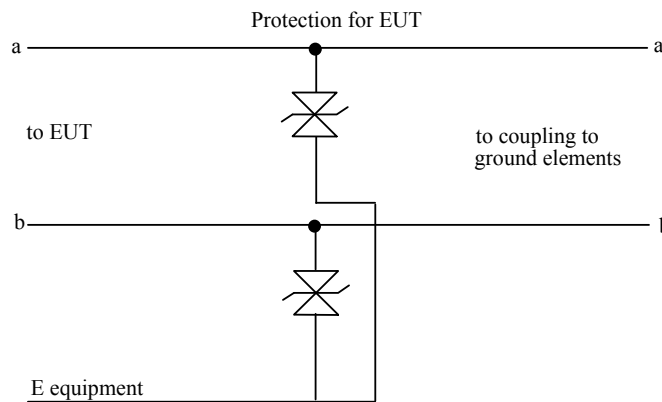 Protection for EUT
a a
to EUT
to coupling to
ground elements
b
E equipment